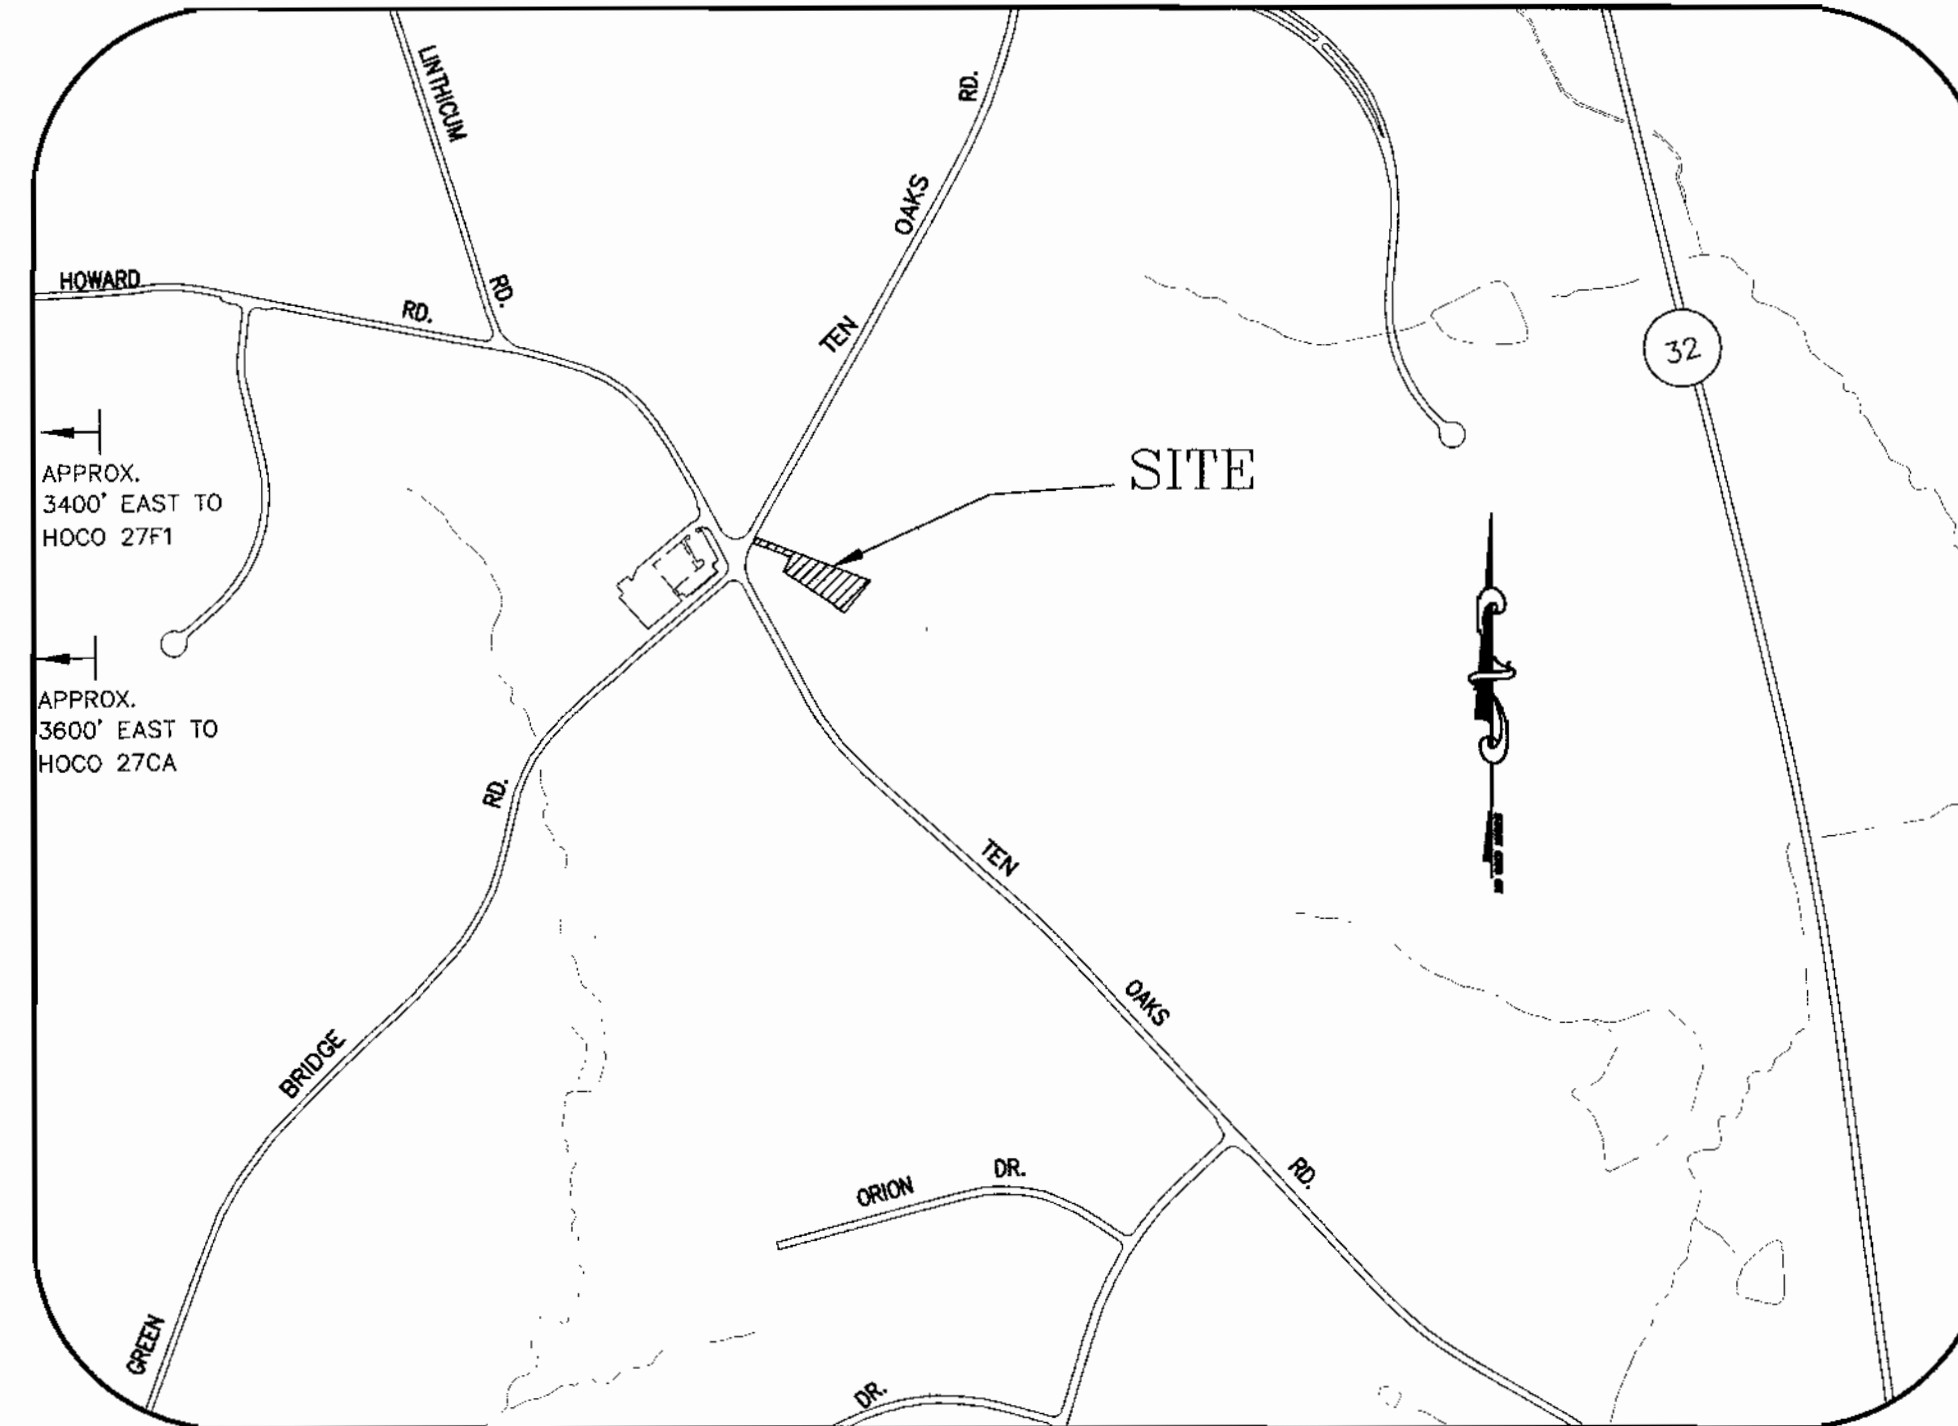 LINTHICUM RD.
TEN OAKS RD.
HOWARD RD.
32
APPROX.
3400' EAST TO
HOCO 27F1
SITE
APPROX.
3600' EAST TO
HOCO 27CA
GREEN BRIDGE RD.
TEN OAKS RD.
ORION DR.
DR.